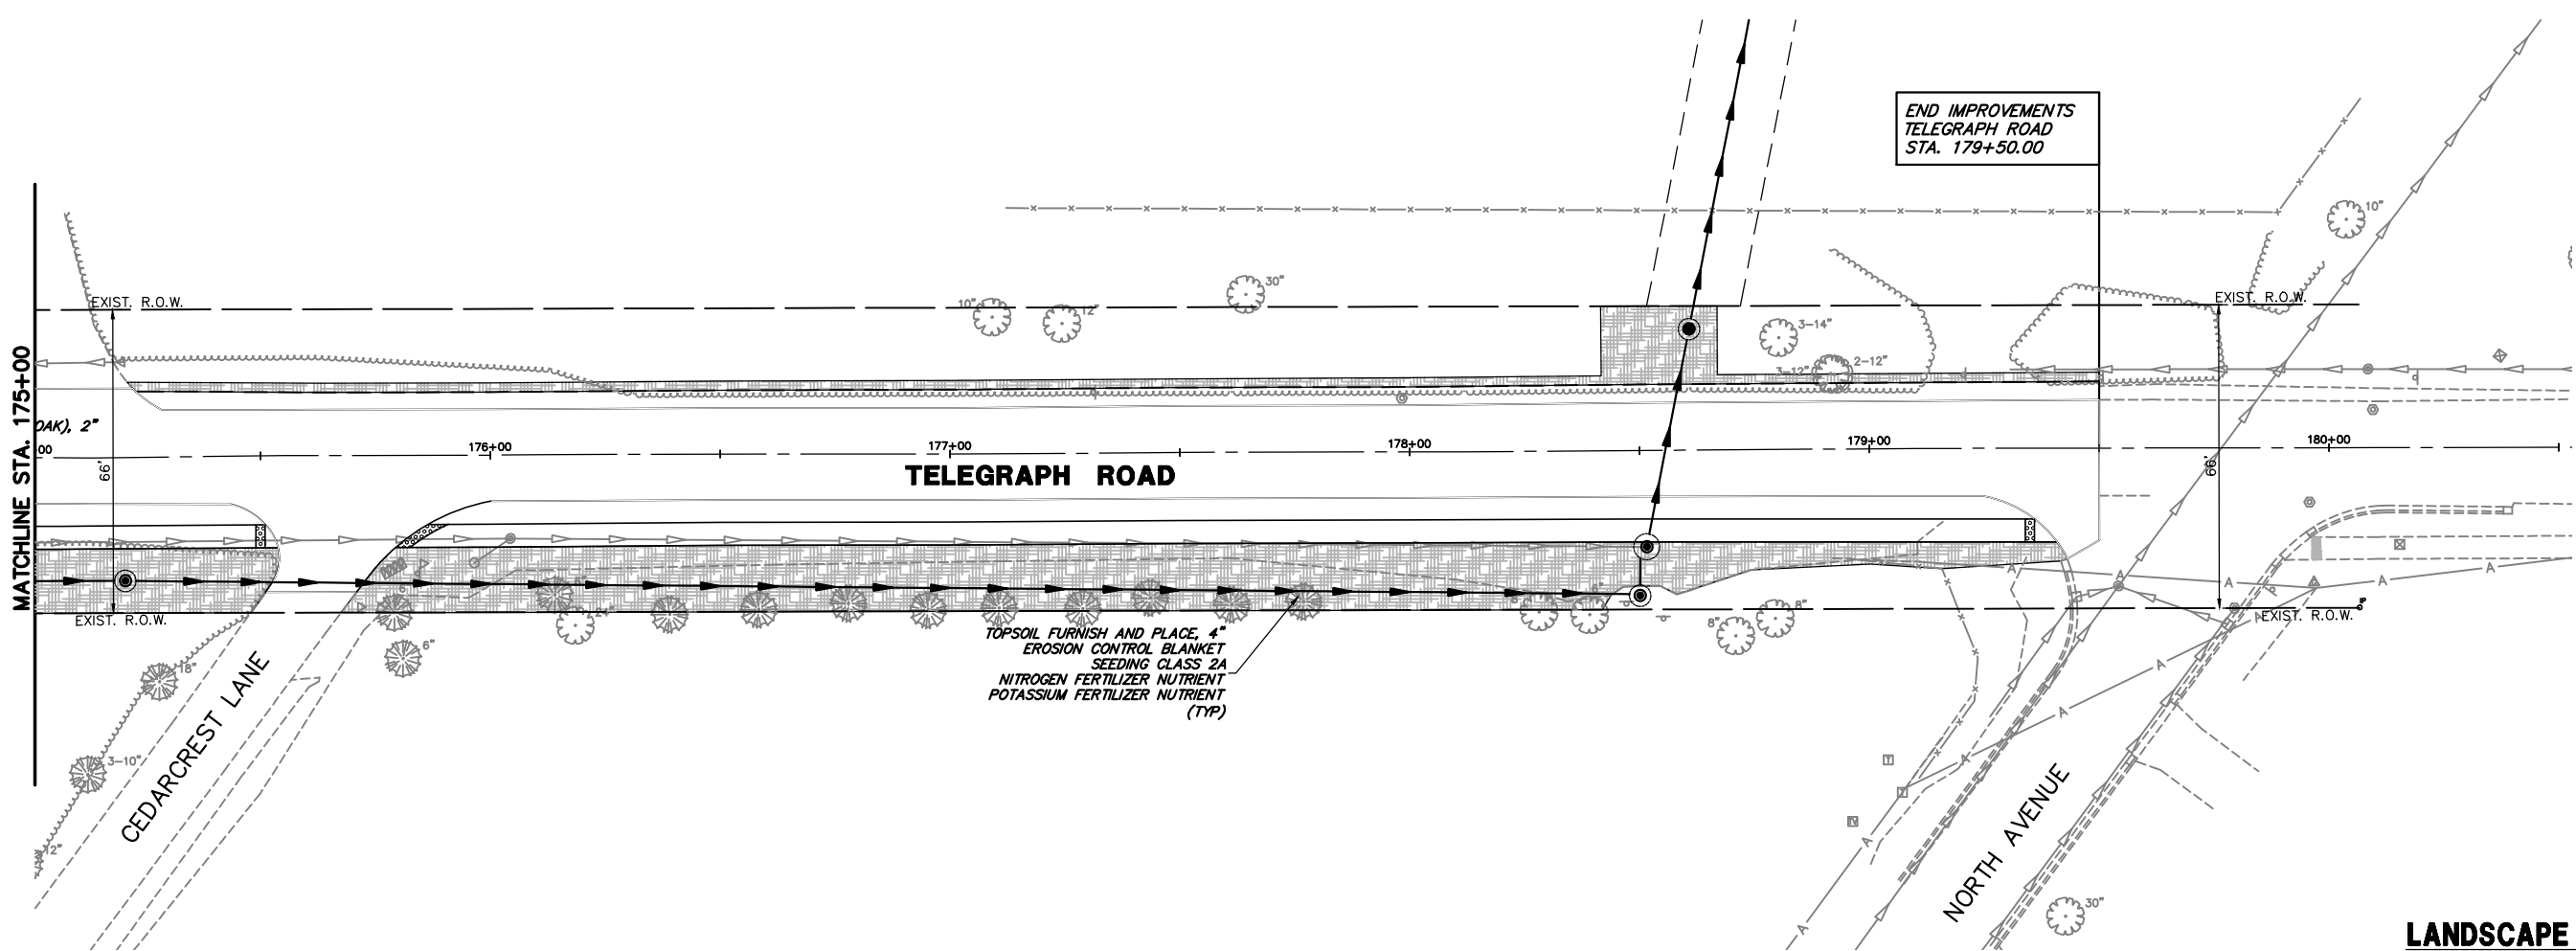 END IMPROVEMENTS
TELEGRAPH ROAD
STA. 179+50.00
10"
EXIST. R.O.W.
10"
12"
30"
3-14"
2-12"
3-12"
EXIST. R.O.W.
MATCHLINE STA. 175+00
OAK), 2"
00
66'
176+00
177+00
178+00
179+00
180+00
66'
TELEGRAPH ROAD
EXIST. R.O.W.
EXIST. R.O.W.
TOPSOIL FURNISH AND PLACE, 4"
EROSION CONTROL BLANKET
SEEDING CLASS 2A
NITROGEN FERTILIZER NUTRIENT
POTASSIUM FERTILIZER NUTRIENT
(TYP)
8"
8"
6"
18"
3-10"
12"
CEDARCREST LANE
NORTH AVENUE
A
A
A
A
A
A
A
A
A
A
T
T
TV
30"
LANDSCAPE